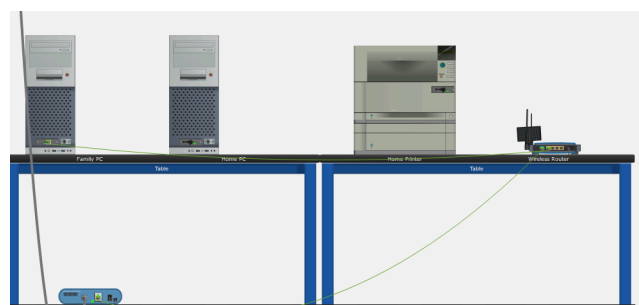 Family PC
Home PC
Home Printer
Wireless Router
Table
Table